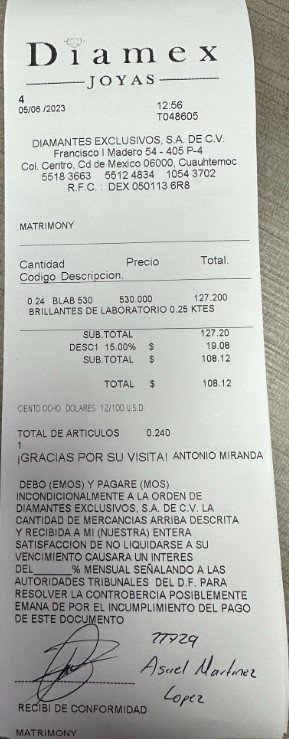 Diamex
JOYAS
4
05/06 /2023 12:56
T048605
DIAMANTES EXCLUSIVOS, S.A. DE C.V.
Francisco I Madero 54 - 405 P-4
Col. Centro, Cd de Mexico 06000, Cuauhtemoc
5518 3663 5512 4834 1054 3702
R.F.C. : DEX 050113 6R8
MATRIMONY
Cantidad Precio Total.
Codigo Descripcion.
0.24 BLAB 530 530.000 127.200
BRILLANTES DE LABORATORIO 0.25 KTES
SUB.TOTAL 127.20
DESC1 15.00% $ 19.08
SUB.TOTAL $ 108.12
TOTAL $ 108.12
CIENTO OCHO DOLARES 12/100 U.S.D.
TOTAL DE ARTICULOS 0.240
1
¡GRACIAS POR SU VISITA! ANTONIO MIRANDA
DEBO (EMOS) Y PAGARE (MOS)
INCONDICIONALMENTE A LA ORDEN DE
DIAMANTES EXCLUSIVOS, S.A. DE C.V. LA
CANTIDAD DE MERCANCIAS ARRIBA DESCRITA
Y RECIBIDA A MI (NUESTRA) ENTERA
SATISFACCION DE NO LIQUIDARSE A SU
VENCIMIENTO CAUSARA UN INTERES
DEL______% MENSUAL SEÑALANDO A LAS
AUTORIDADES TRIBUNALES DEL D.F. PARA
RESOLVER LA CONTROBERCIA POSIBLEMENTE
EMANA DE POR EL INCUMPLIMIENTO DEL PAGO
DE ESTE DOCUMENTO
77729
Asael Martinez
Lopez
RECIBI DE CONFORMIDAD
MATRIMONY